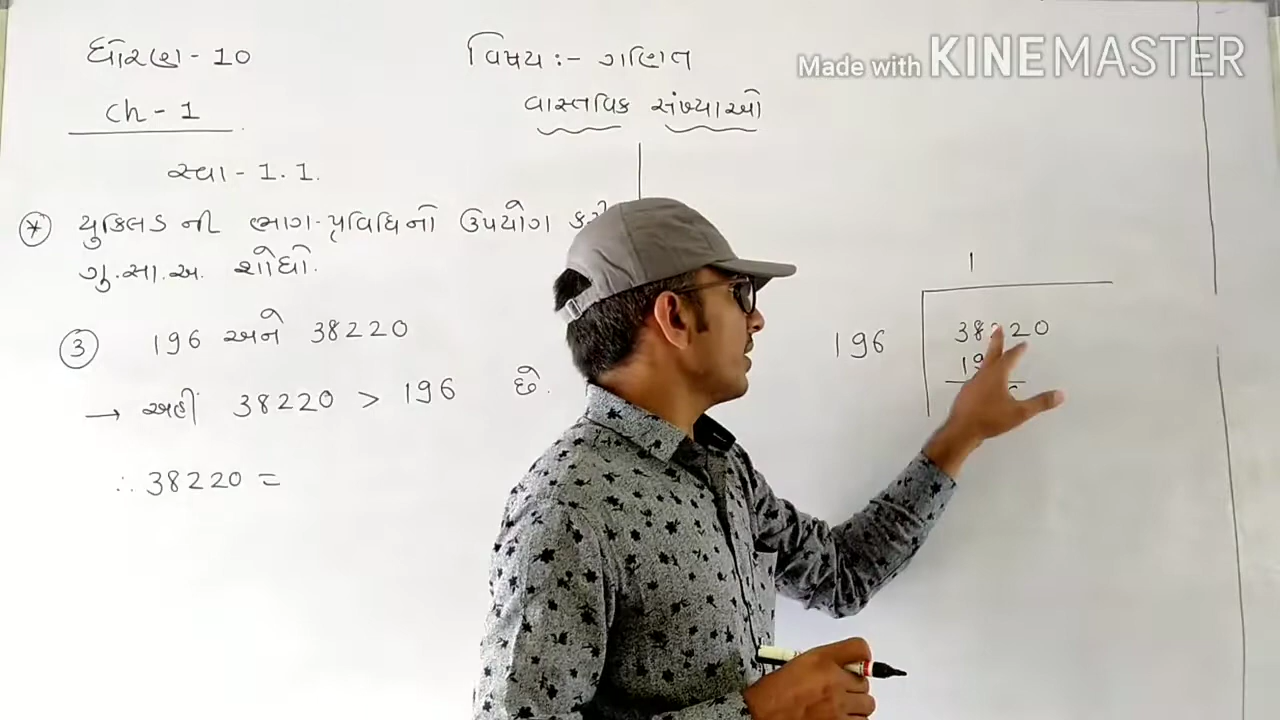 ધોરણ - 10
વિષય :- ગણિત
Made with KINEMASTER
Ch - 1
વાસ્તવિક સંખ્યાઓ
સ્વા - 1.1.
* યુક્લિડ ની ભાગ-પ્રવિધિનો ઉપયોગ
ગુ.સા.અ. શોધો.
3 196 અને 38220
→ અહીં 38220 > 196 છે.
∴ 38220 =
1
196 38220